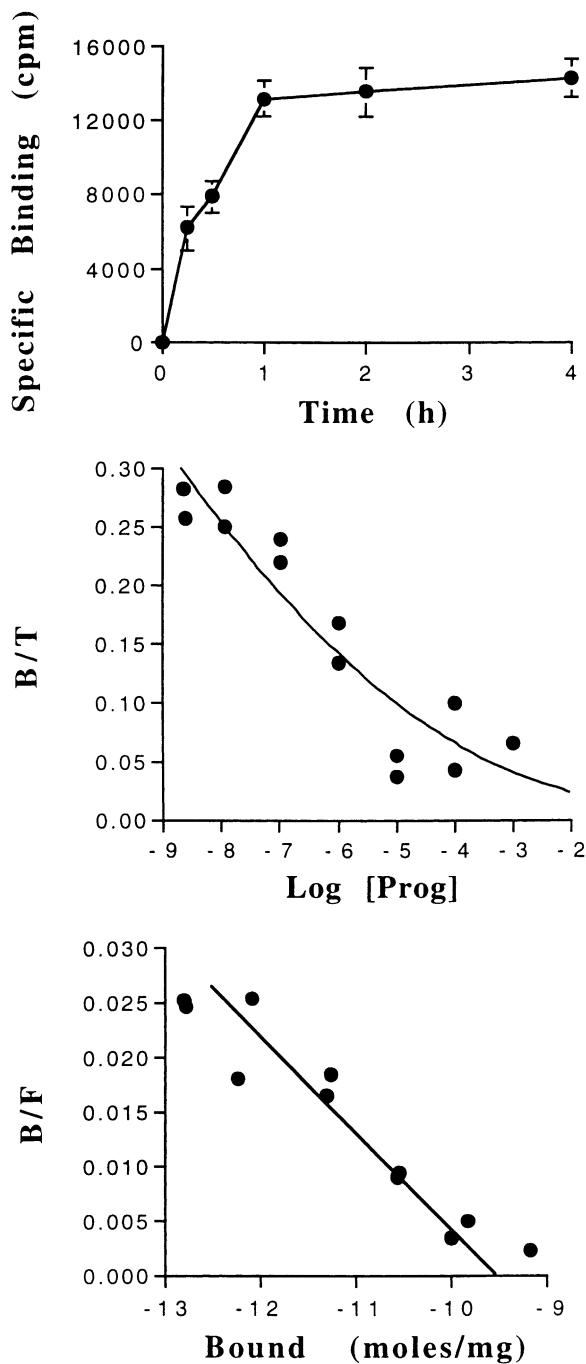 Specific Binding (cpm)
16000
12000
8000
4000
0
0 1 2 3 4
Time (h)
B/T
0.30
0.25
0.20
0.15
0.10
0.05
0.00
-9 -8 -7 -6 -5 -4 -3 -2
Log [Prog]
B/F
0.030
0.025
0.020
0.015
0.010
0.005
0.000
-13 -12 -11 -10 -9
Bound (moles/mg)